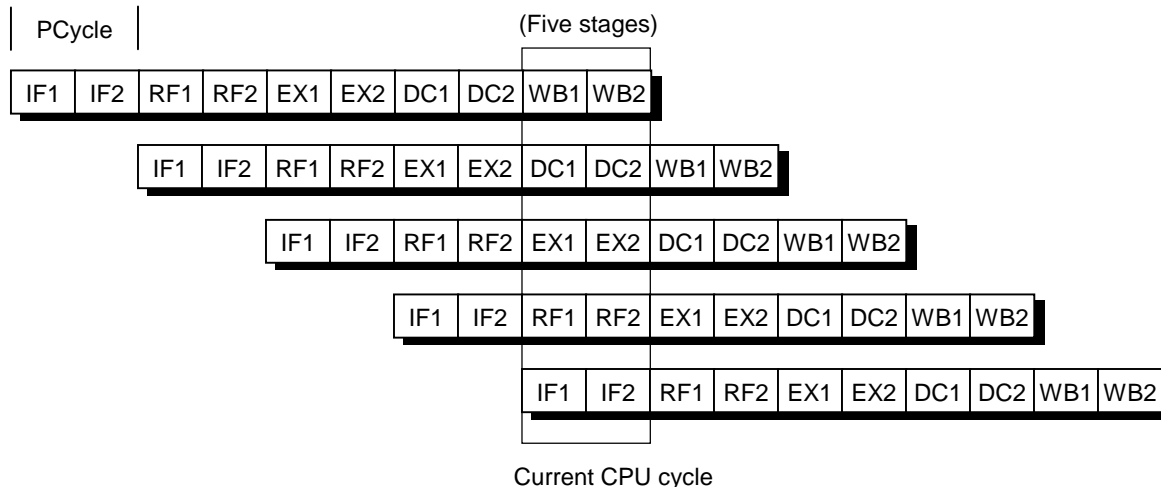 PCycle
(Five stages)
IF1 IF2 RF1 RF2 EX1 EX2 DC1 DC2 WB1 WB2
IF1 IF2 RF1 RF2 EX1 EX2 DC1 DC2 WB1 WB2
IF1 IF2 RF1 RF2 EX1 EX2 DC1 DC2 WB1 WB2
IF1 IF2 RF1 RF2 EX1 EX2 DC1 DC2 WB1 WB2
IF1 IF2 RF1 RF2 EX1 EX2 DC1 DC2 WB1 WB2
Current CPU cycle